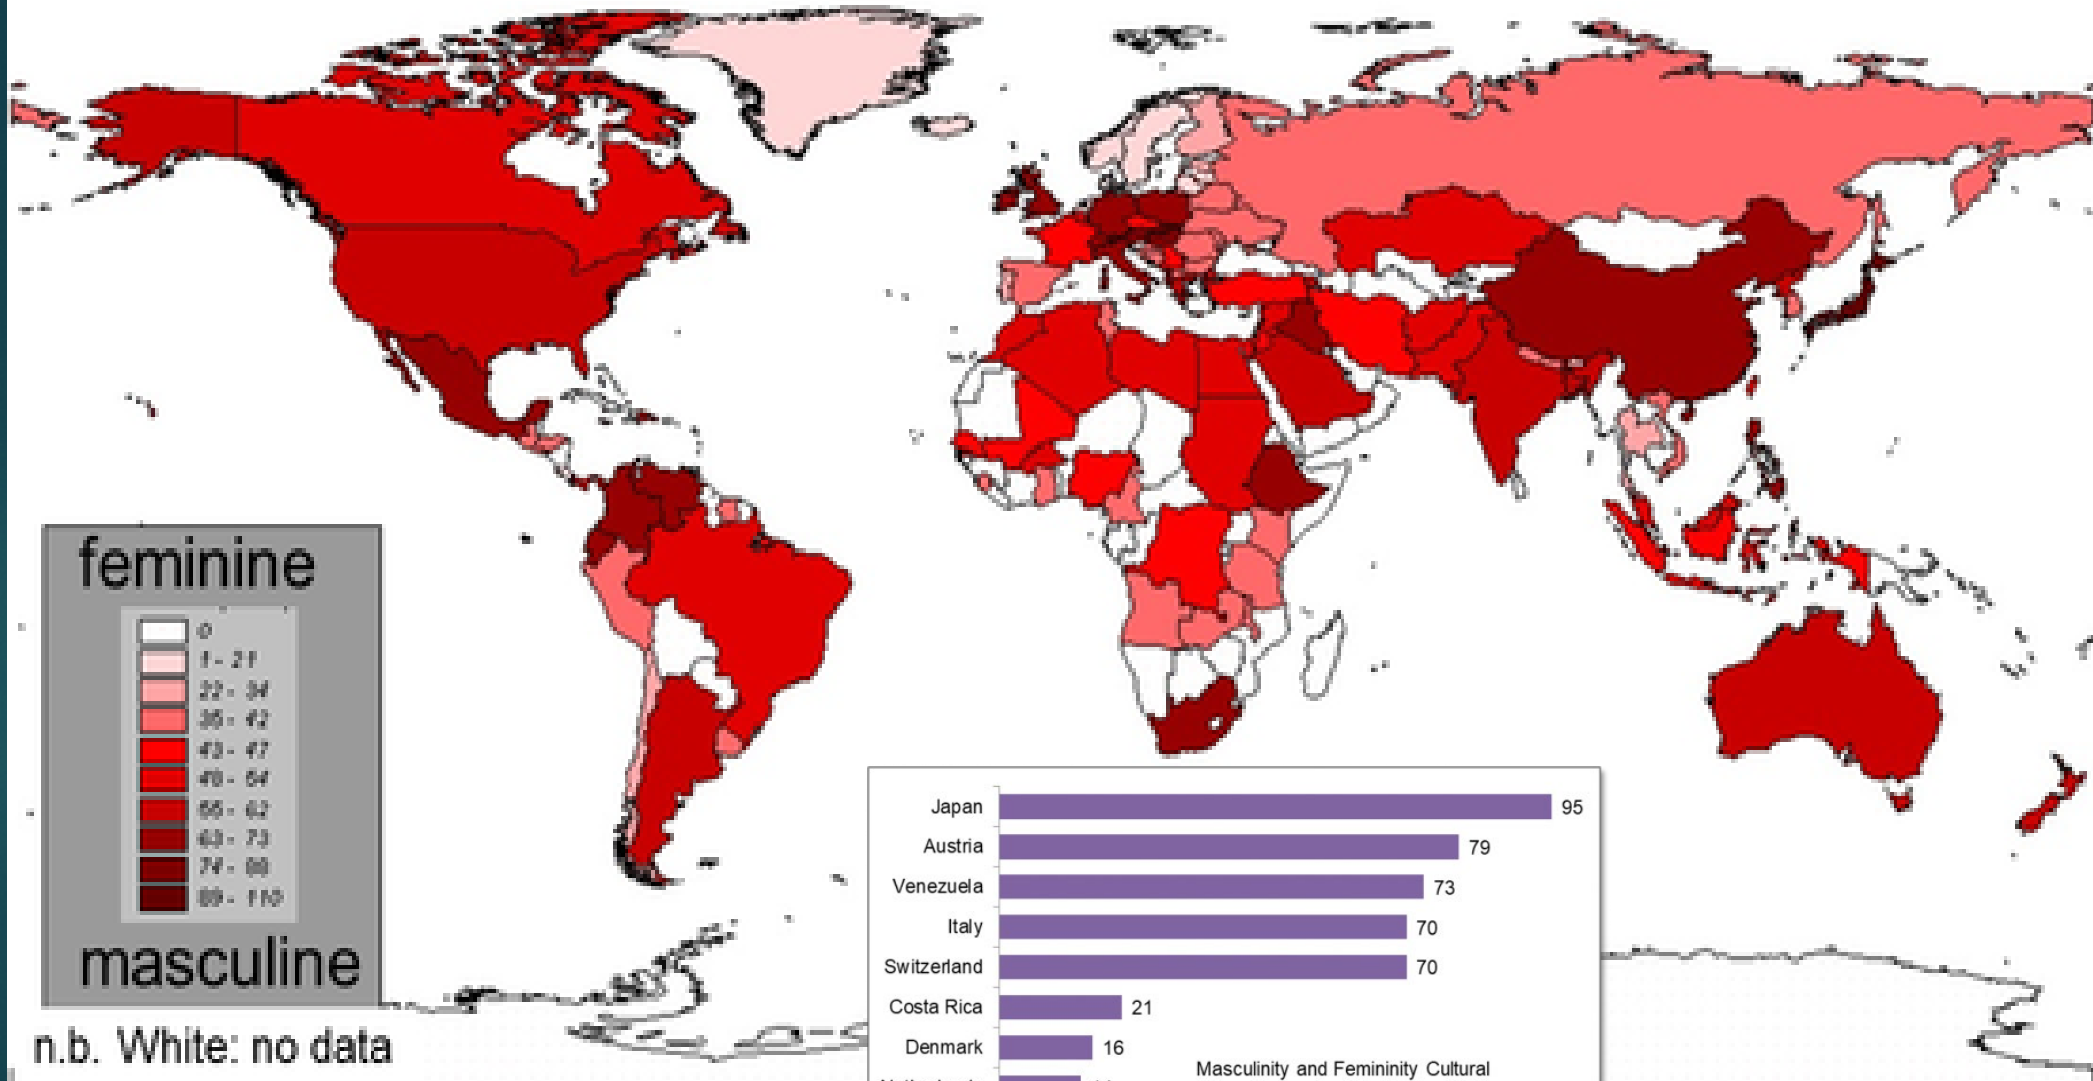 feminine
0
1 - 21
22 - 34
35 - 42
43 - 47
48 - 54
55 - 62
63 - 73
74 - 88
89 - 110
masculine
n.b. White: no data
Japan 95
Austria 79
Venezuela 73
Italy 70
Switzerland 70
Costa Rica 21
Denmark 16
Masculinity and Femininity Cultural